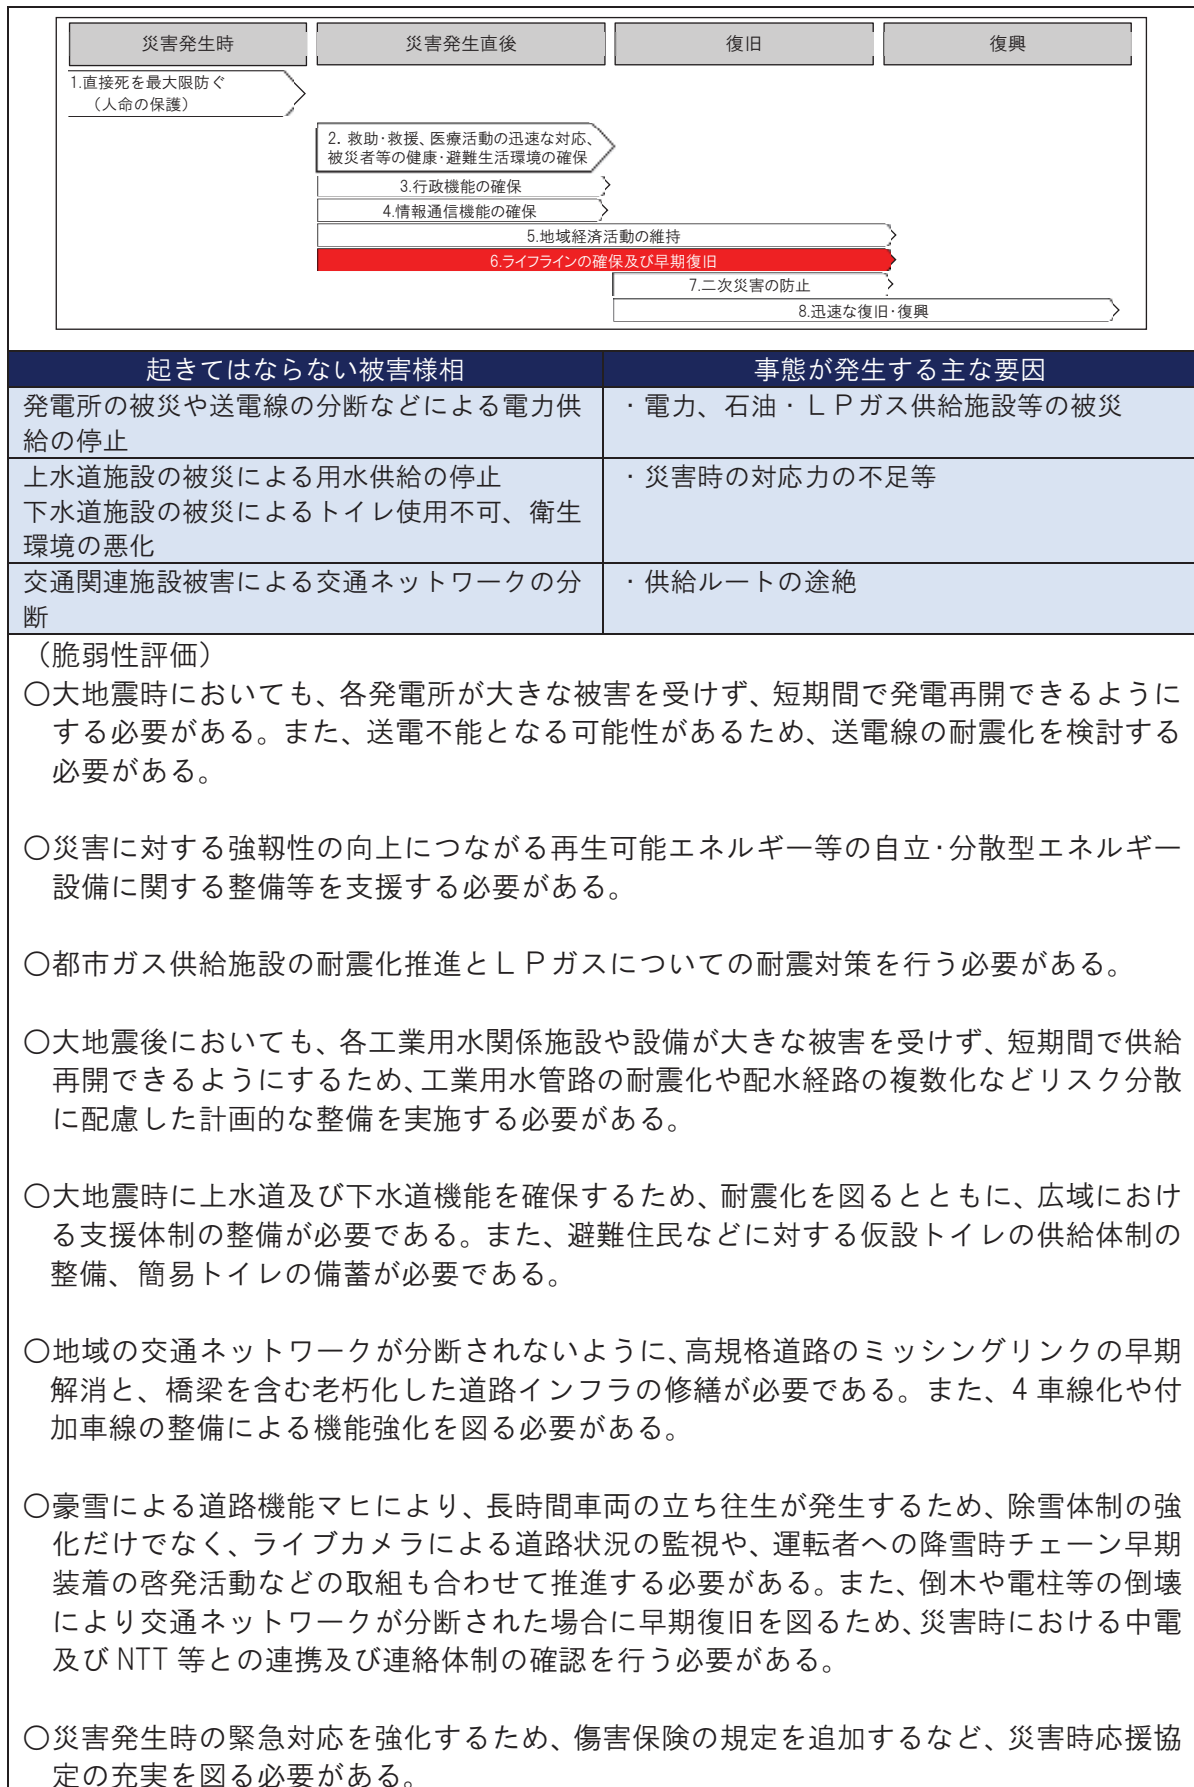 災害発生時
災害発生直後
復旧
復興
1.直接死を最大限防ぐ
（人命の保護）
2．救助･救援、医療活動の迅速な対応、
被災者等の健康･避難生活環境の確保
3.行政機能の確保
4.情報通信機能の確保
5.地域経済活動の維持
6.ライフラインの確保及び早期復旧
7.二次災害の防止
8.迅速な復旧･復興
起きてはならない被害様相
事態が発生する主な要因
発電所の被災や送電線の分断などによる電力供
給の停止
・電力、石油・ＬＰガス供給施設等の被災
上水道施設の被災による用水供給の停止
下水道施設の被災によるトイレ使用不可、衛生
環境の悪化
・災害時の対応力の不足等
交通関連施設被害による交通ネットワークの分
断
・供給ルートの途絶
（脆弱性評価）
〇大地震時においても、各発電所が大きな被害を受けず、短期間で発電再開できるように
する必要がある。また、送電不能となる可能性があるため、送電線の耐震化を検討する
必要がある。
〇災害に対する強靱性の向上につながる再生可能エネルギー等の自立･分散型エネルギー
設備に関する整備等を支援する必要がある。
〇都市ガス供給施設の耐震化推進とＬＰガスについての耐震対策を行う必要がある。
〇大地震後においても、各工業用水関係施設や設備が大きな被害を受けず、短期間で供給
再開できるようにするため、工業用水管路の耐震化や配水経路の複数化などリスク分散
に配慮した計画的な整備を実施する必要がある。
〇大地震時に上水道及び下水道機能を確保するため、耐震化を図るとともに、広域におけ
る支援体制の整備が必要である。また、避難住民などに対する仮設トイレの供給体制の
整備、簡易トイレの備蓄が必要である。
〇地域の交通ネットワークが分断されないように、高規格道路のミッシングリンクの早期
解消と、橋梁を含む老朽化した道路インフラの修繕が必要である。また、4 車線化や付
加車線の整備による機能強化を図る必要がある。
〇豪雪による道路機能マヒにより、長時間車両の立ち往生が発生するため、除雪体制の強
化だけでなく、ライブカメラによる道路状況の監視や、運転者への降雪時チェーン早期
装着の啓発活動などの取組も合わせて推進する必要がある。また、倒木や電柱等の倒壊
により交通ネットワークが分断された場合に早期復旧を図るため、災害時における中電
及び NTT 等との連携及び連絡体制の確認を行う必要がある。
〇災害発生時の緊急対応を強化するため、傷害保険の規定を追加するなど、災害時応援協
定の充実を図る必要がある。